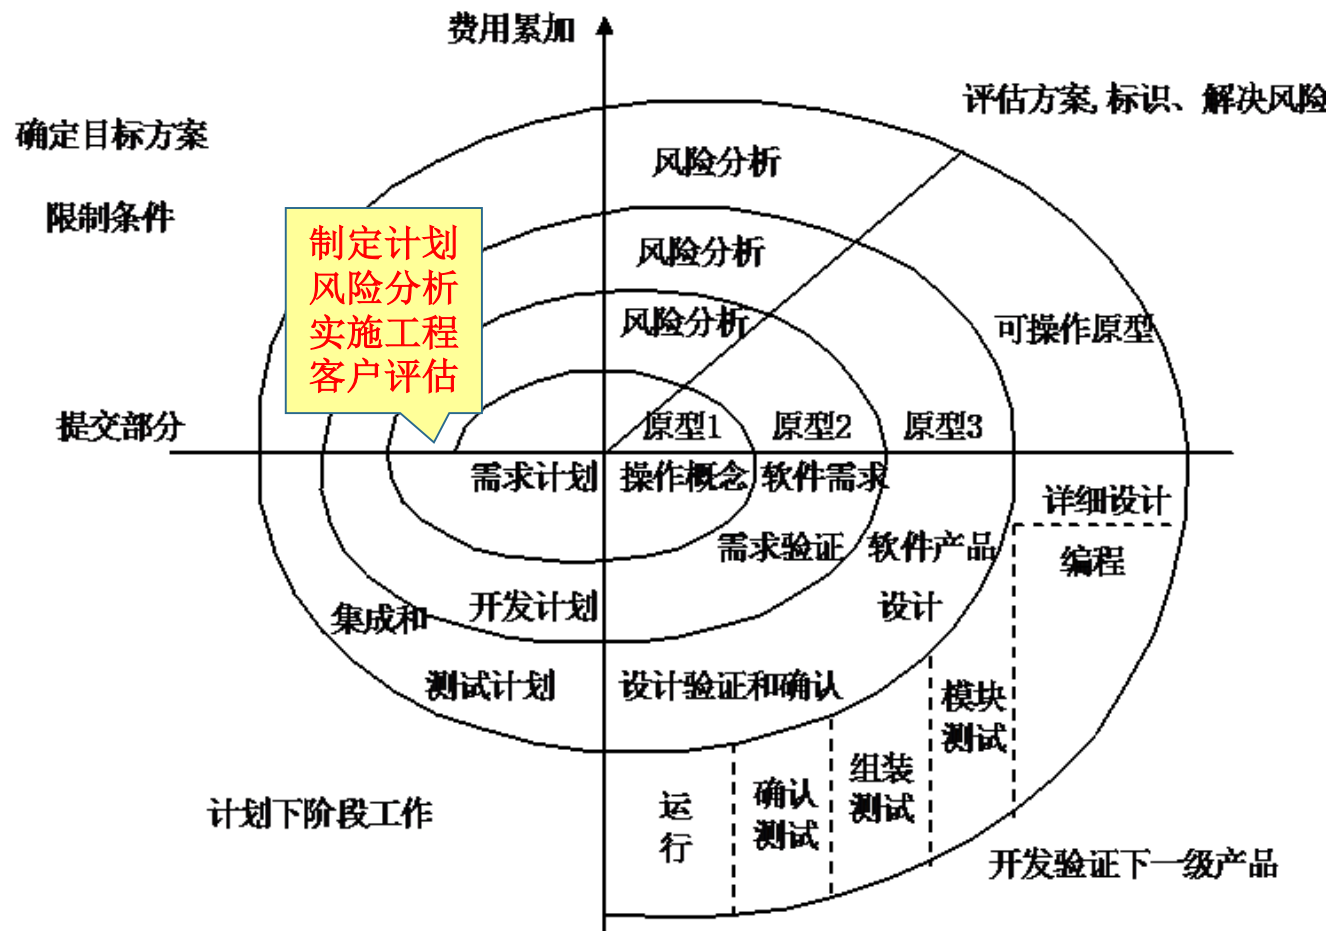 费用累加
评估方案,标识、解决风险
确定目标方案
限制条件
风险分析
制定计划
风险分析
实施工程
客户评估
风险分析
风险分析
可操作原型
提交部分
原型1
原型2
原型3
需求计划
操作概念
软件需求
详细设计
需求验证
软件产品
设计
编程
集成和
开发计划
测试计划
设计验证和确认
模块
测试
组装
测试
确认
测试
运
行
计划下阶段工作
开发验证下一级产品